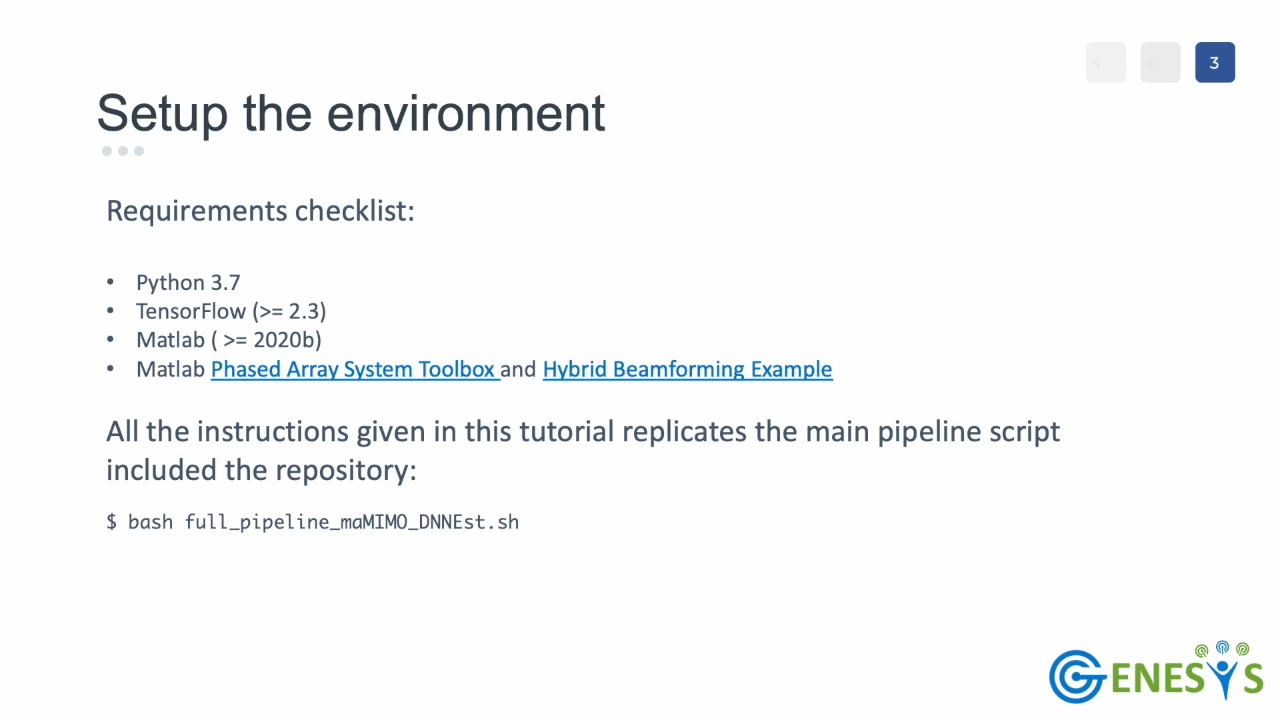 3
Setup the environment
Requirements checklist:
• Python 3.7
• TensorFlow (>= 2.3)
• Matlab ( >= 2020b)
• Matlab Phased Array System Toolbox and Hybrid Beamforming Example
All the instructions given in this tutorial replicates the main pipeline script
included the repository:
$ bash full_pipeline_maMIMO_DNNEst.sh
GENESYS